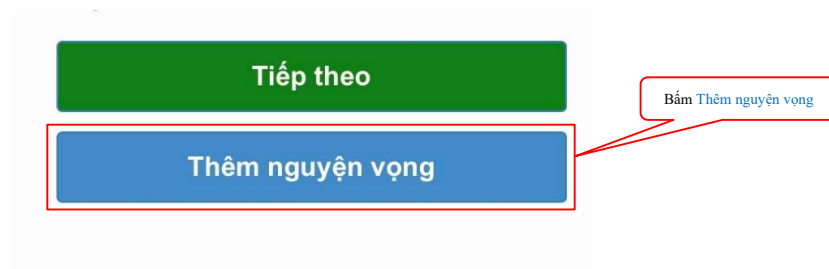 Tiếp theo
Bấm Thêm nguyện vọng
Thêm nguyện vọng